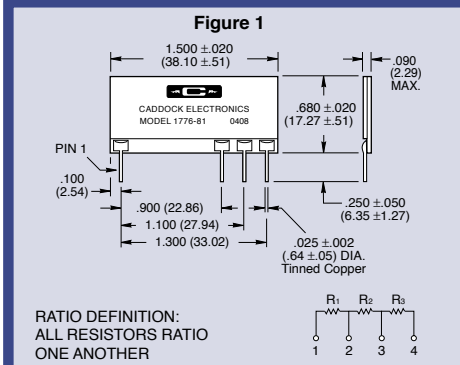 Figure 1
1.500 ±.020
(38.10 ±.51)
.090
(2.29)
MAX.
CADDOCK ELECTRONICS
MODEL 1776-81 0408
.680 ±.020
(17.27 ±.51)
PIN 1
.100
(2.54)
.900 (22.86)
1.100 (27.94)
1.300 (33.02)
.250 ±.050
(6.35 ±1.27)
.025 ±.002
(.64 ±.05) DIA.
Tinned Copper
RATIO DEFINITION:
ALL RESISTORS RATIO
ONE ANOTHER
R1 R2 R3
1 2 3 4